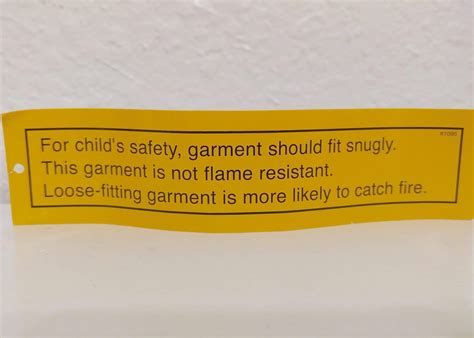 For child's safety, garment should fit snugly.
This garment is not flame resistant.
Loose-fitting garment is more likely to catch fire.